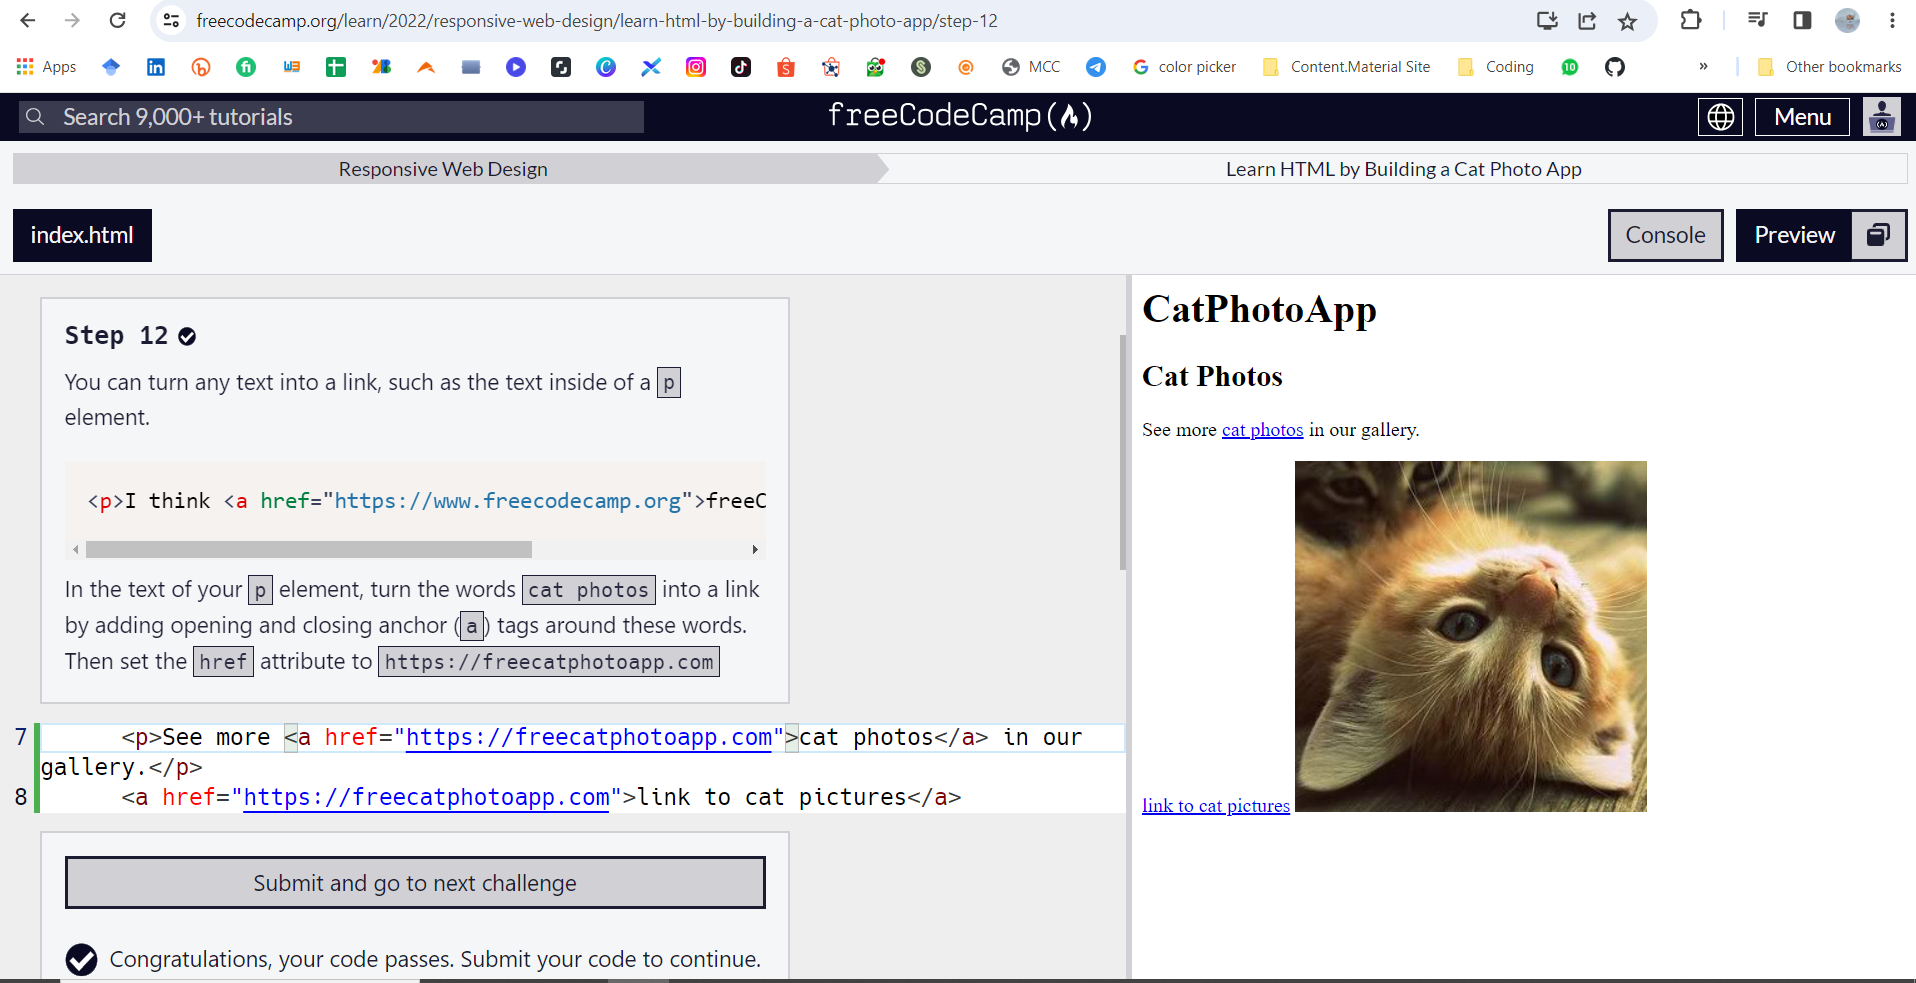 freecodecamp.org/learn/2022/responsive-web-design/learn-html-by-building-a-cat-photo-app/step-12
Apps MCC color picker Content.Material Site Coding 10 » Other bookmarks
Search 9,000+ tutorials freeCodeCamp Menu
Responsive Web Design Learn HTML by Building a Cat Photo App
index.html Console Preview
Step 12
You can turn any text into a link, such as the text inside of a p
element.
<p>I think <a href="https://www.freecodecamp.org">freeC
In the text of your p element, turn the words cat photos into a link
by adding opening and closing anchor (a) tags around these words.
Then set the href attribute to https://freecatphotoapp.com
7 <p>See more <a href="https://freecatphotoapp.com">cat photos</a> in our
gallery.</p>
8 <a href="https://freecatphotoapp.com">link to cat pictures</a>
Submit and go to next challenge
Congratulations, your code passes. Submit your code to continue.
CatPhotoApp
Cat Photos
See more cat photos in our gallery.
link to cat pictures